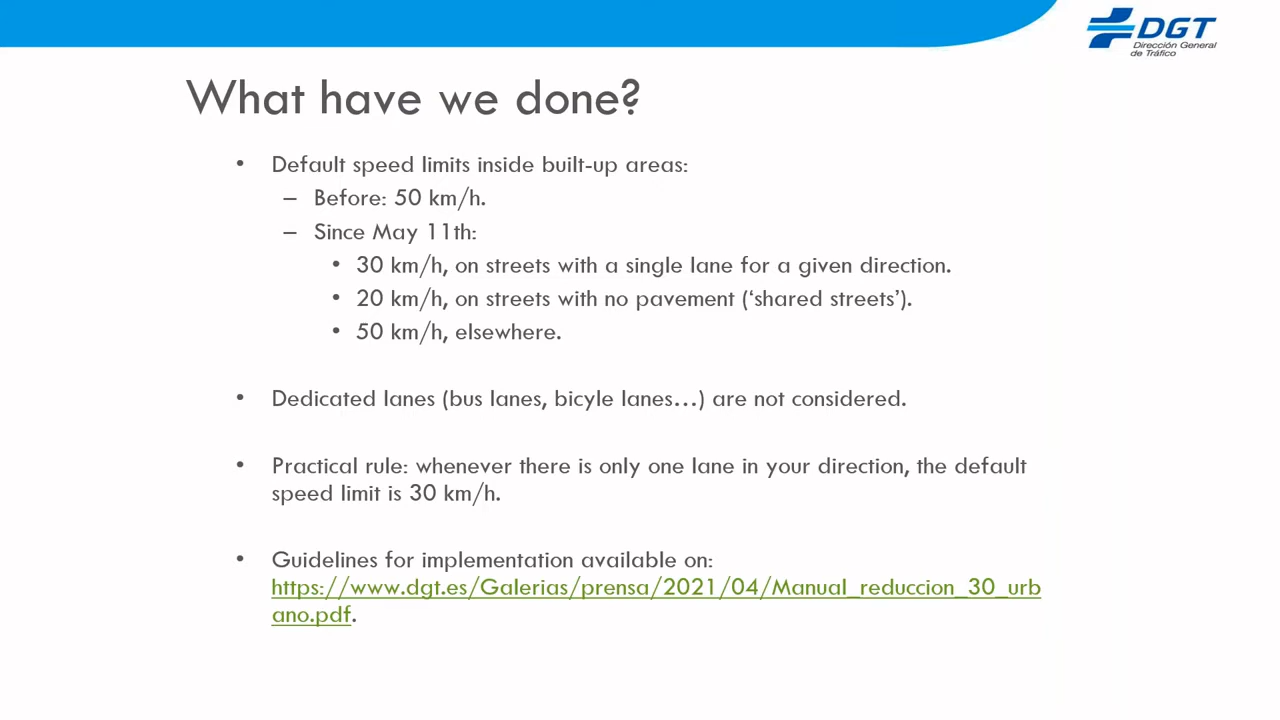 DGT
Dirección General
de Tráfico
What have we done?
• Default speed limits inside built-up areas:
– Before: 50 km/h.
– Since May 11th:
• 30 km/h, on streets with a single lane for a given direction.
• 20 km/h, on streets with no pavement (‘shared streets’).
• 50 km/h, elsewhere.
• Dedicated lanes (bus lanes, bicyle lanes…) are not considered.
• Practical rule: whenever there is only one lane in your direction, the default
speed limit is 30 km/h.
• Guidelines for implementation available on:
https://www.dgt.es/Galerias/prensa/2021/04/Manual_reduccion_30_urb
ano.pdf.